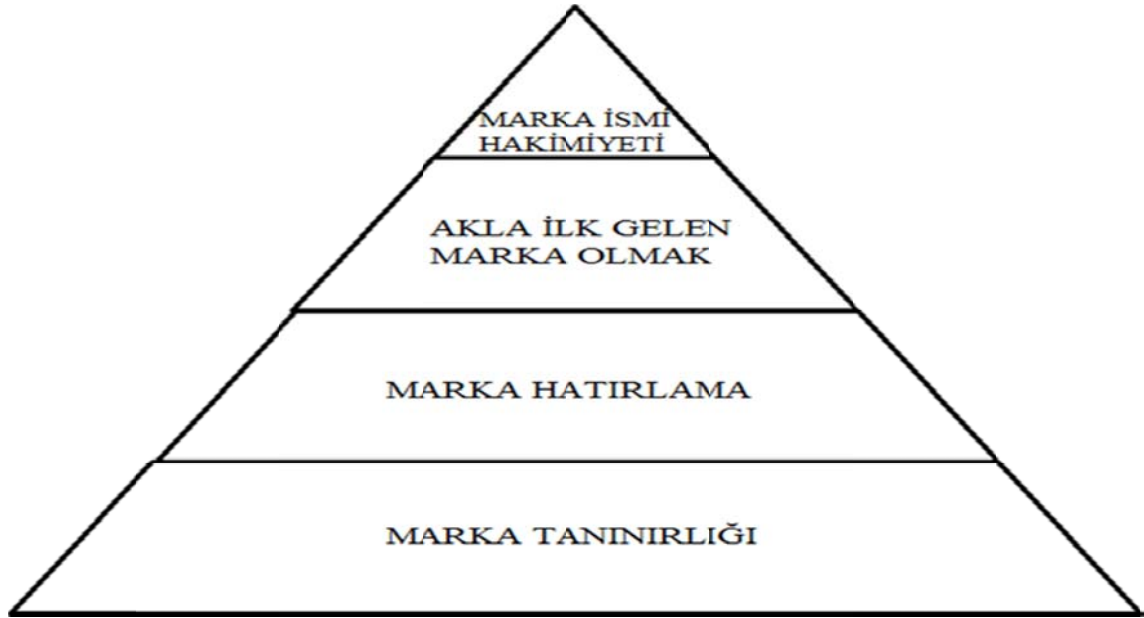 MARKA İSMİ
HAKİMİYETİ
AKLA İLK GELEN
MARKA OLMAK
MARKA HATIRLAMA
MARKA TANINIRLIĞI